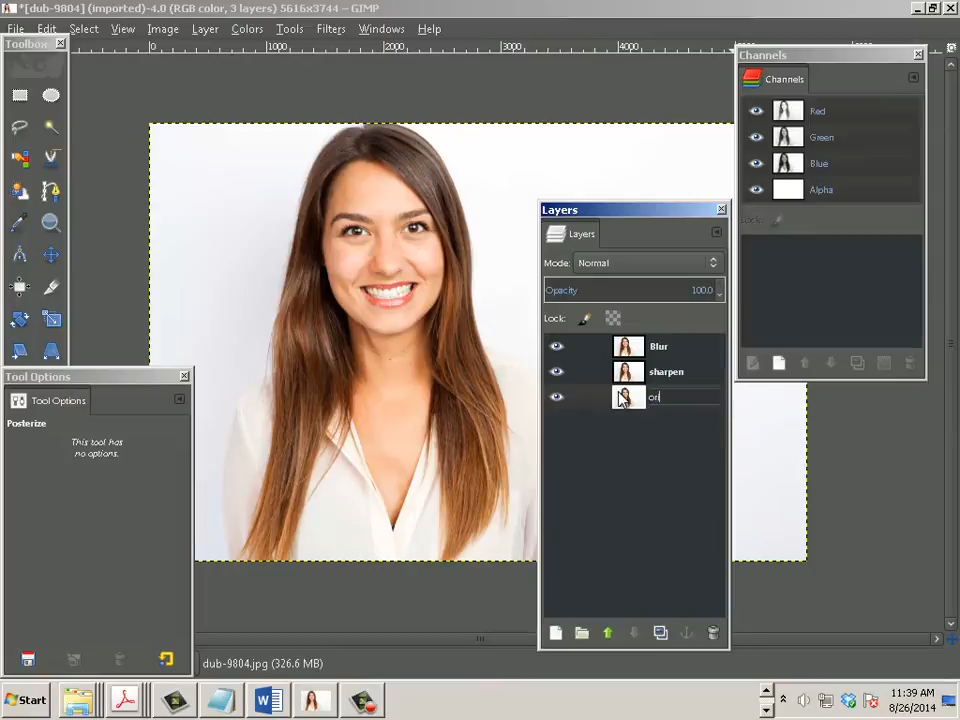 *[dub-9804] (imported)-4.0 (RGB color, 3 layers) 5616x3744 – GIMP
File Edit Select View Image Layer Colors Tools Filters Windows Help
Toolbox
0 1000 2000 3000 4000
Channels
Channels
Red
Green
Blue
Alpha
Lock:
Layers
Layers
Mode: Normal
Opacity 100.0
Lock:
Blur
sharpen
ori
Tool Options
Tool Options
Posterize
This tool has
no options.
dub-9804.jpg (326.6 MB)
Start
11:39 AM
8/26/2014